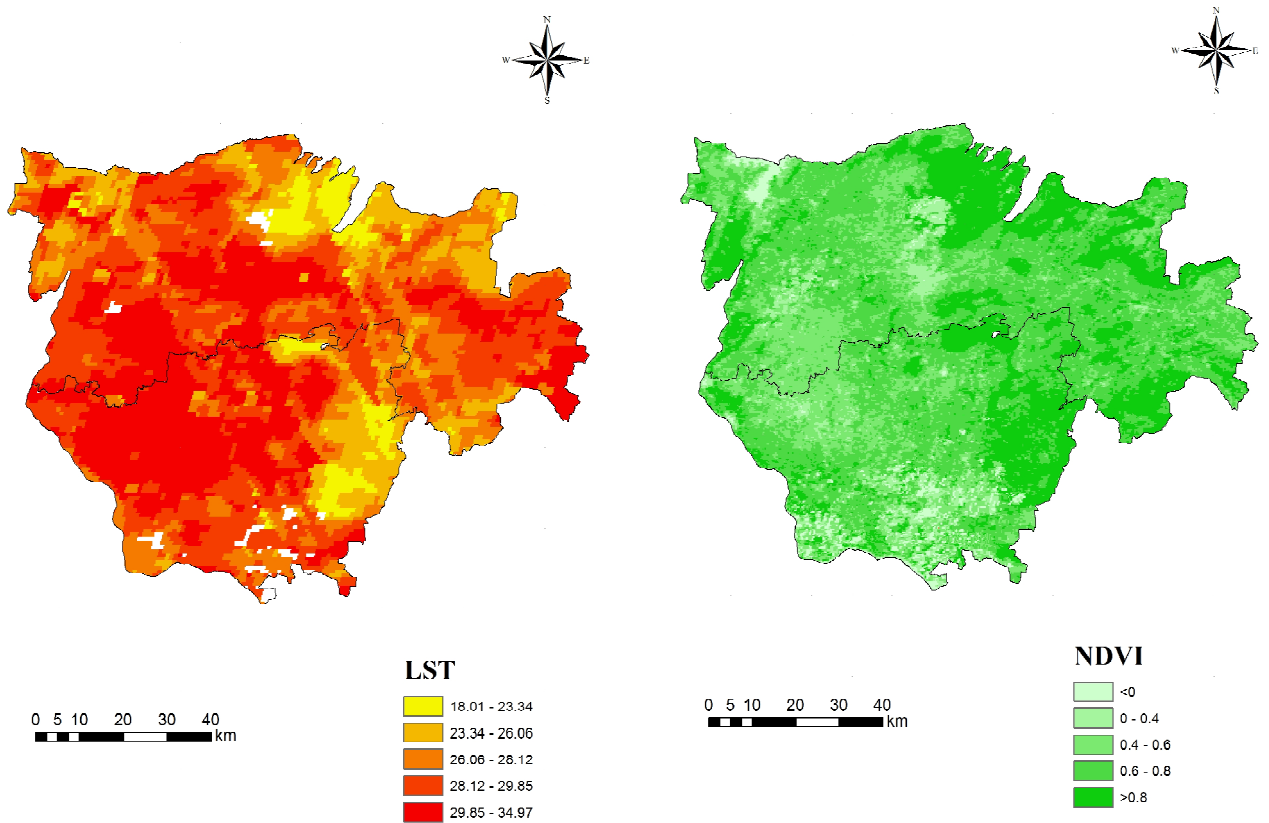 N
W E
S
N
W E
S
LST
18.01 - 23.34
23.34 - 26.06
26.06 - 28.12
28.12 - 29.85
29.85 - 34.97
0 5 10 20 30 40
km
NDVI
<0
0 - 0.4
0.4 - 0.6
0.6 - 0.8
>0.8
0 5 10 20 30 40
km